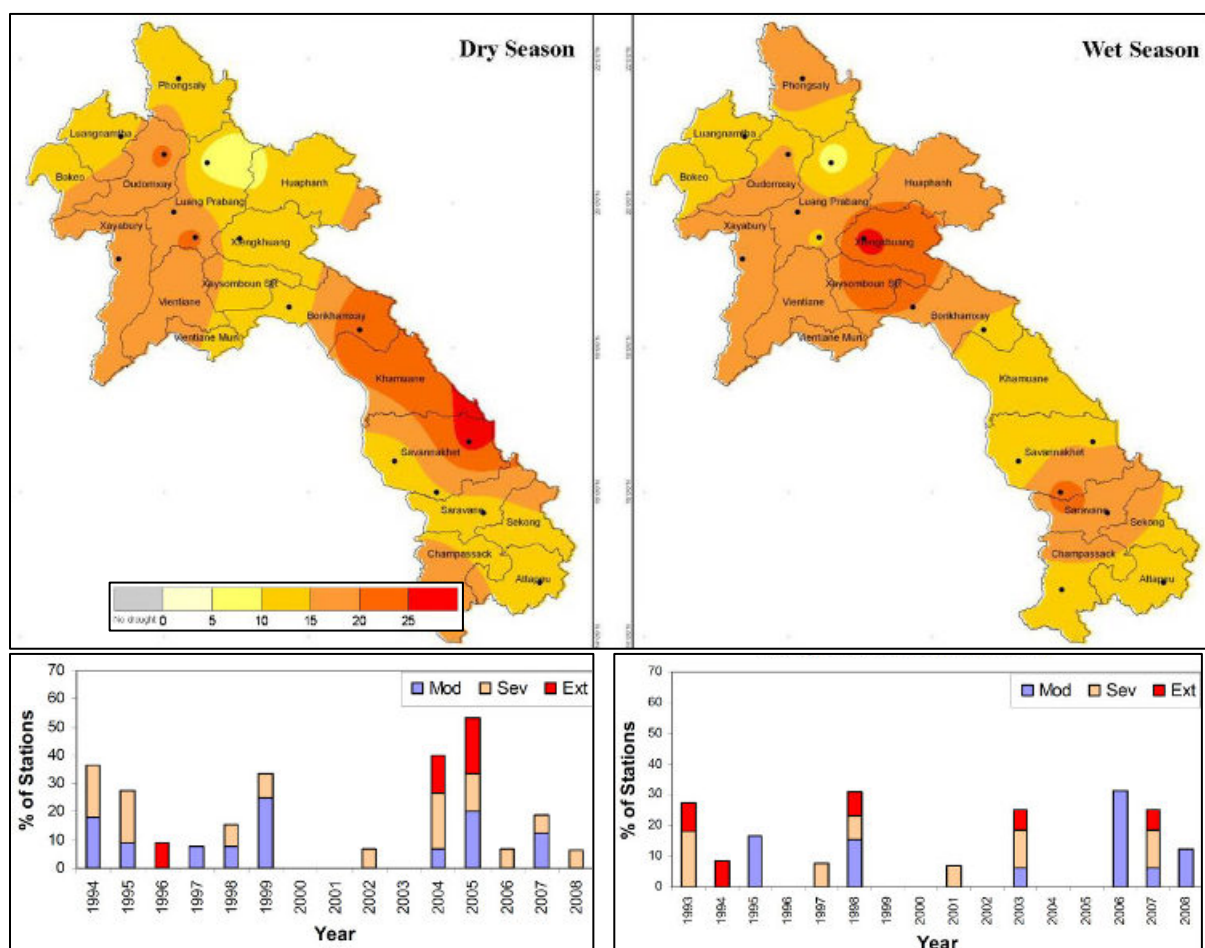 Dry Season
Phongsaly
Luangnamtha
Bokeo
Oudomxay
Luang Prabang
Huaphanh
Xayabury
Xiengkhuang
Xaysomboun SR
Vientiane
Borikhamxay
Vientiane Mun
Khamuane
Savannakhet
Saravane
Sekong
Champassack
Attapeu
No drought 0 5 10 15 20 25
Wet Season
Phongsaly
Luangnamtha
Bokeo
Oudomxay
Huaphanh
Luang Prabang
Xayabury
Xiengkhuang
Xaysomboun SR
Vientiane
Borikhamxay
Vientiane Mun
Khamuane
Savannakhet
Saravane
Sekong
Champassack
Attapeu
% of Stations
70
60
50
40
30
20
10
0
Mod Sev Ext
1994 1995 1996 1997 1998 1999 2000 2001 2002 2003 2004 2005 2006 2007 2008
Year
% of Stations
70
60
50
40
30
20
10
0
Mod Sev Ext
1993 1994 1995 1996 1997 1998 1999 2000 2001 2002 2003 2004 2005 2006 2007 2008
Year